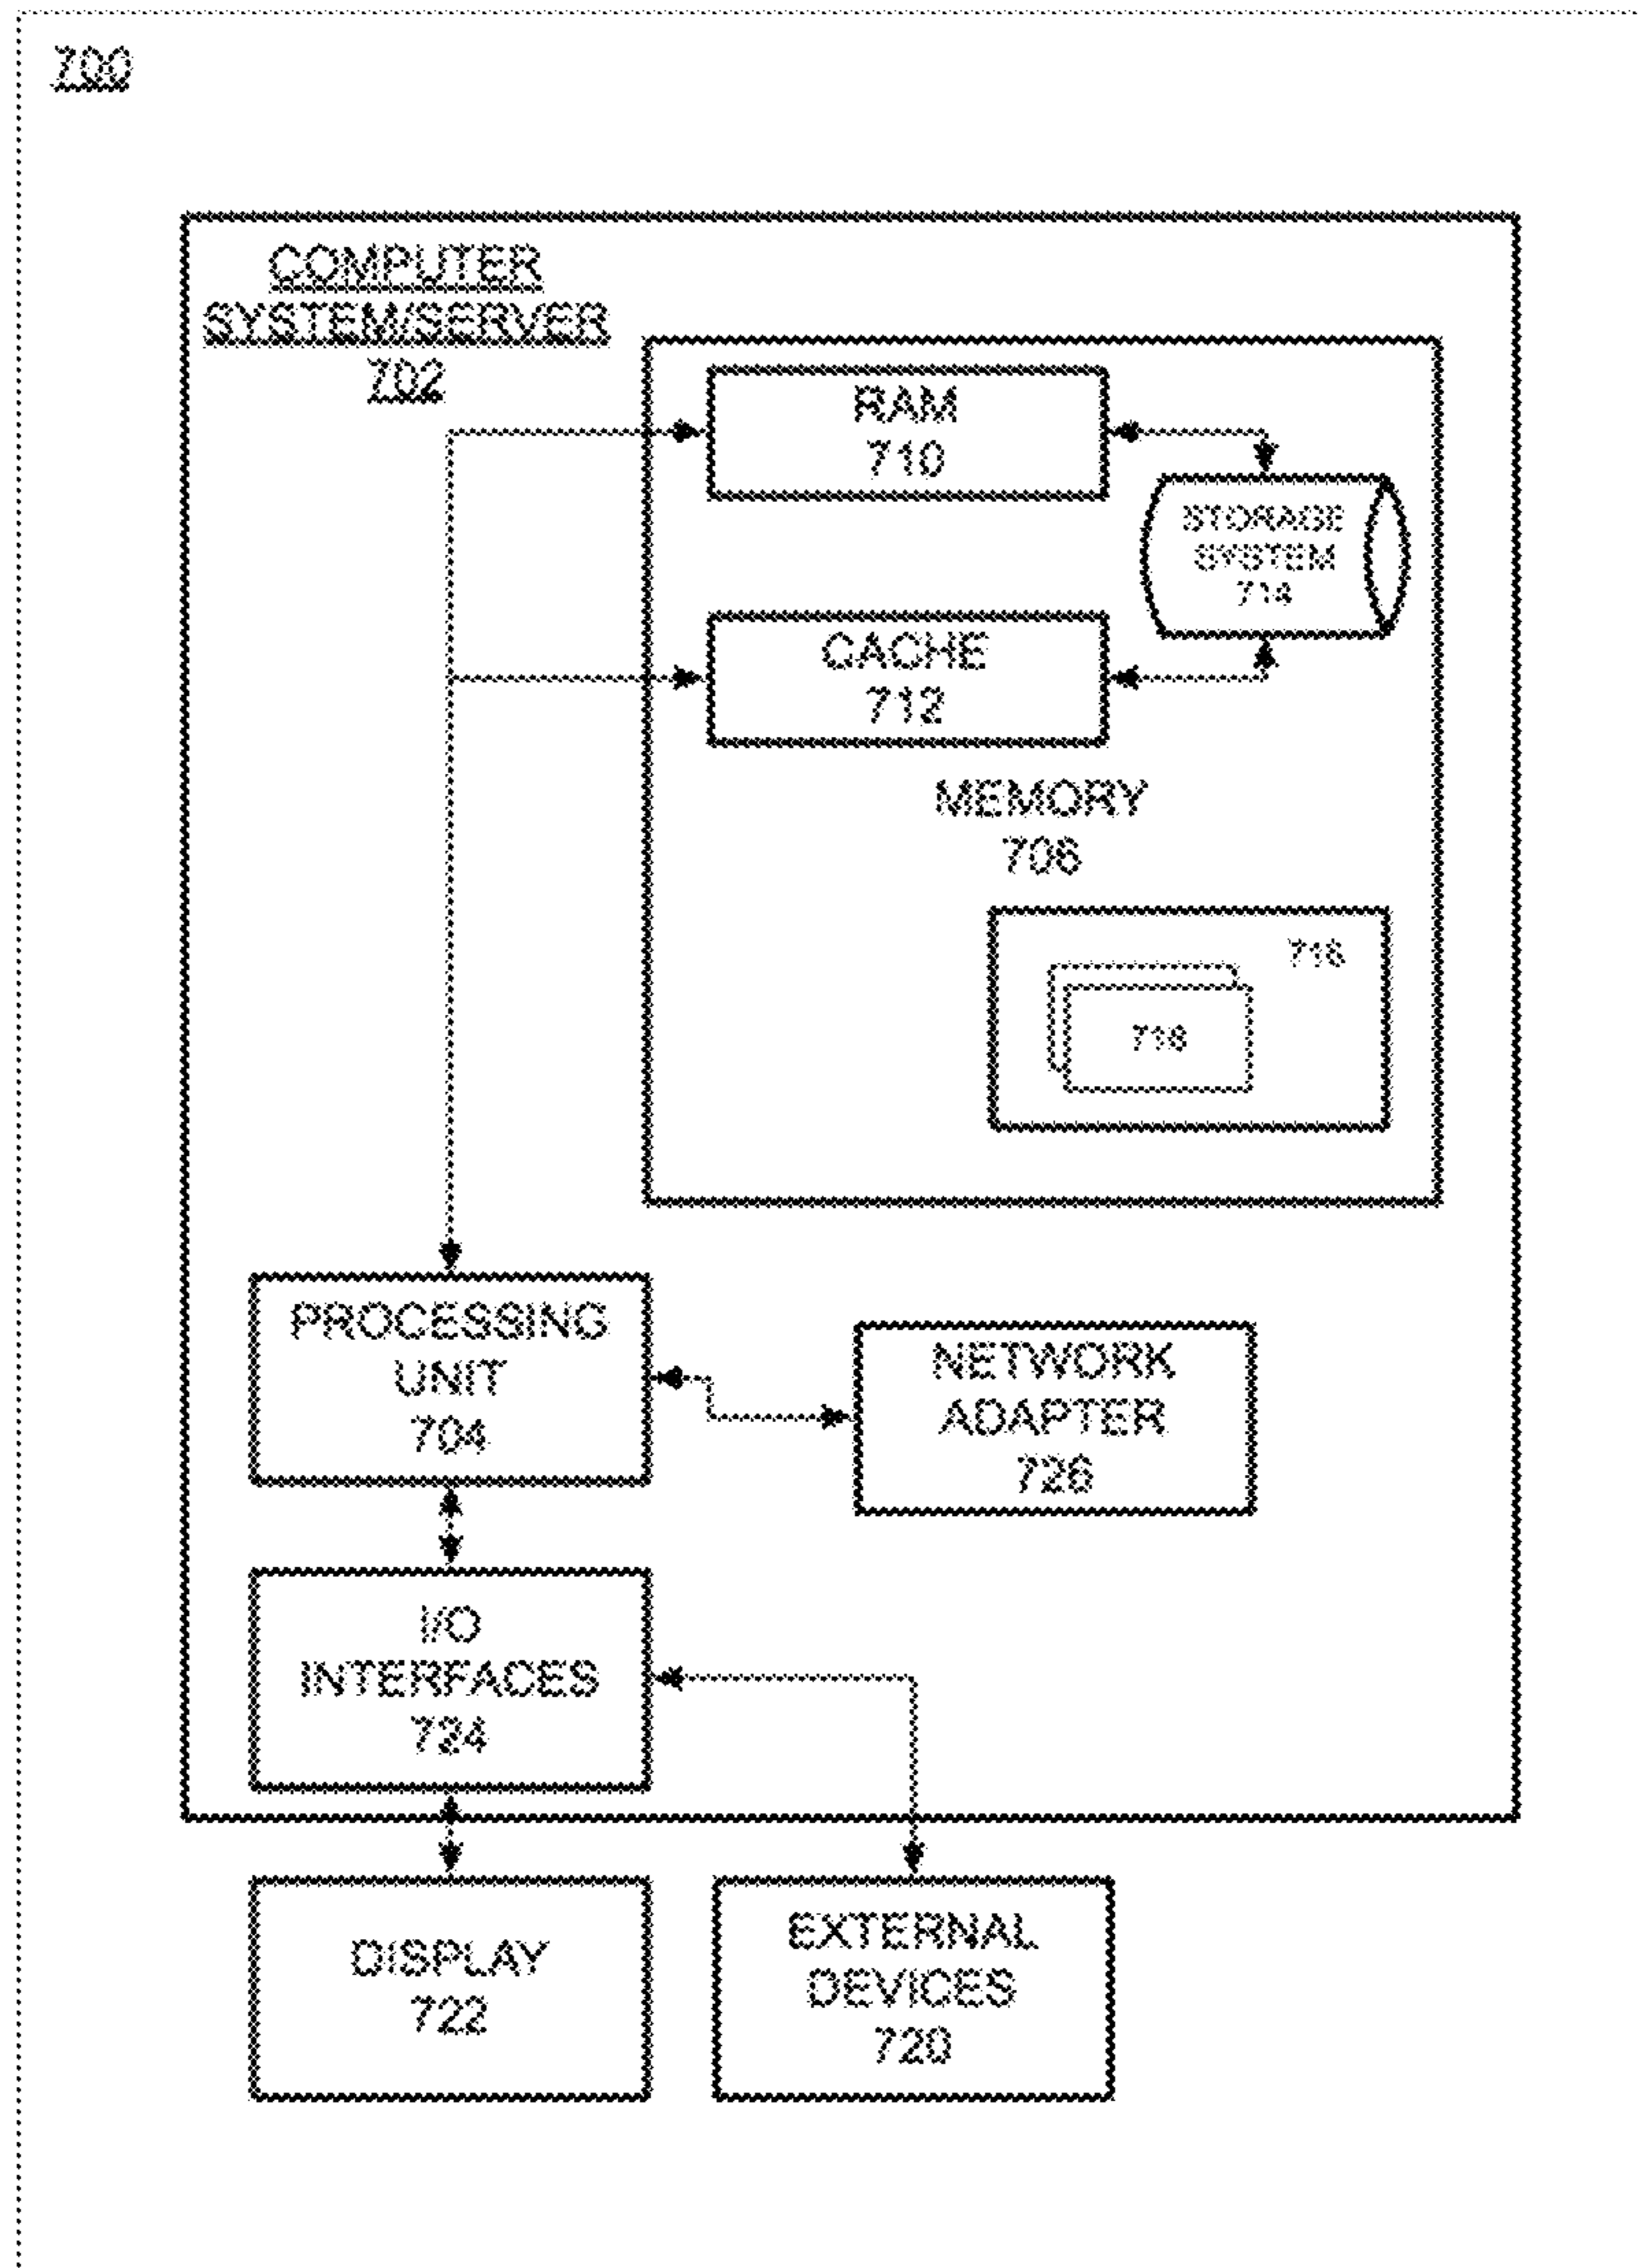 700
COMPUTER
SYSTEM/SERVER
702
RAM
710
STORAGE
SYSTEM
714
CACHE
712
MEMORY
706
716
PROCESSING
UNIT
704
NETWORK
ADAPTER
726
I/O
INTERFACES
724
DISPLAY
722
EXTERNAL
DEVICES
720